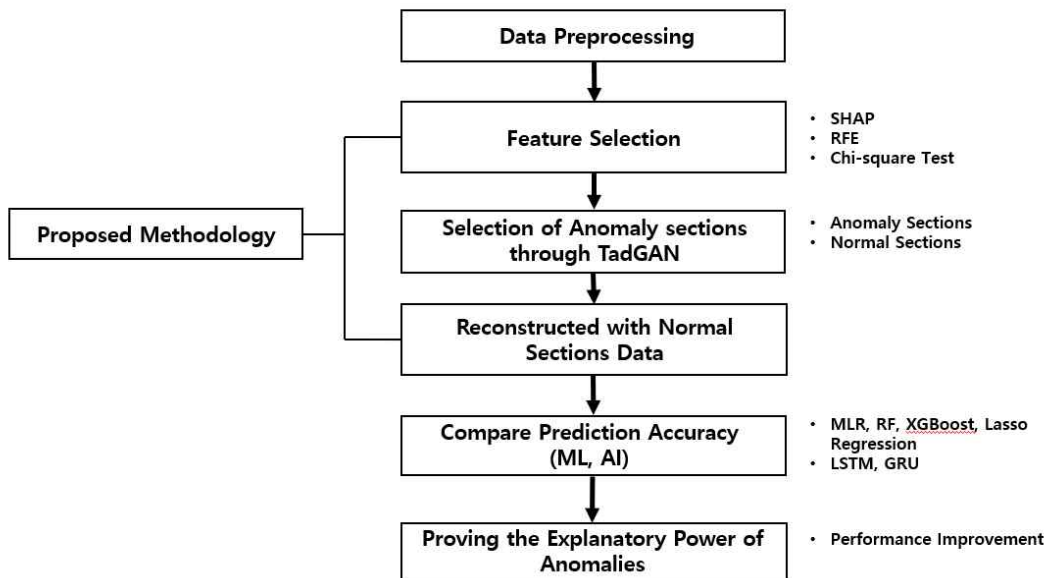 Data Preprocessing
Feature Selection
• SHAP
• RFE
• Chi-square Test
Proposed Methodology
Selection of Anomaly sections
through TadGAN
• Anomaly Sections
• Normal Sections
Reconstructed with Normal
Sections Data
Compare Prediction Accuracy
(ML, AI)
• MLR, RF, XGBoost, Lasso
Regression
• LSTM, GRU
Proving the Explanatory Power of
Anomalies
• Performance Improvement